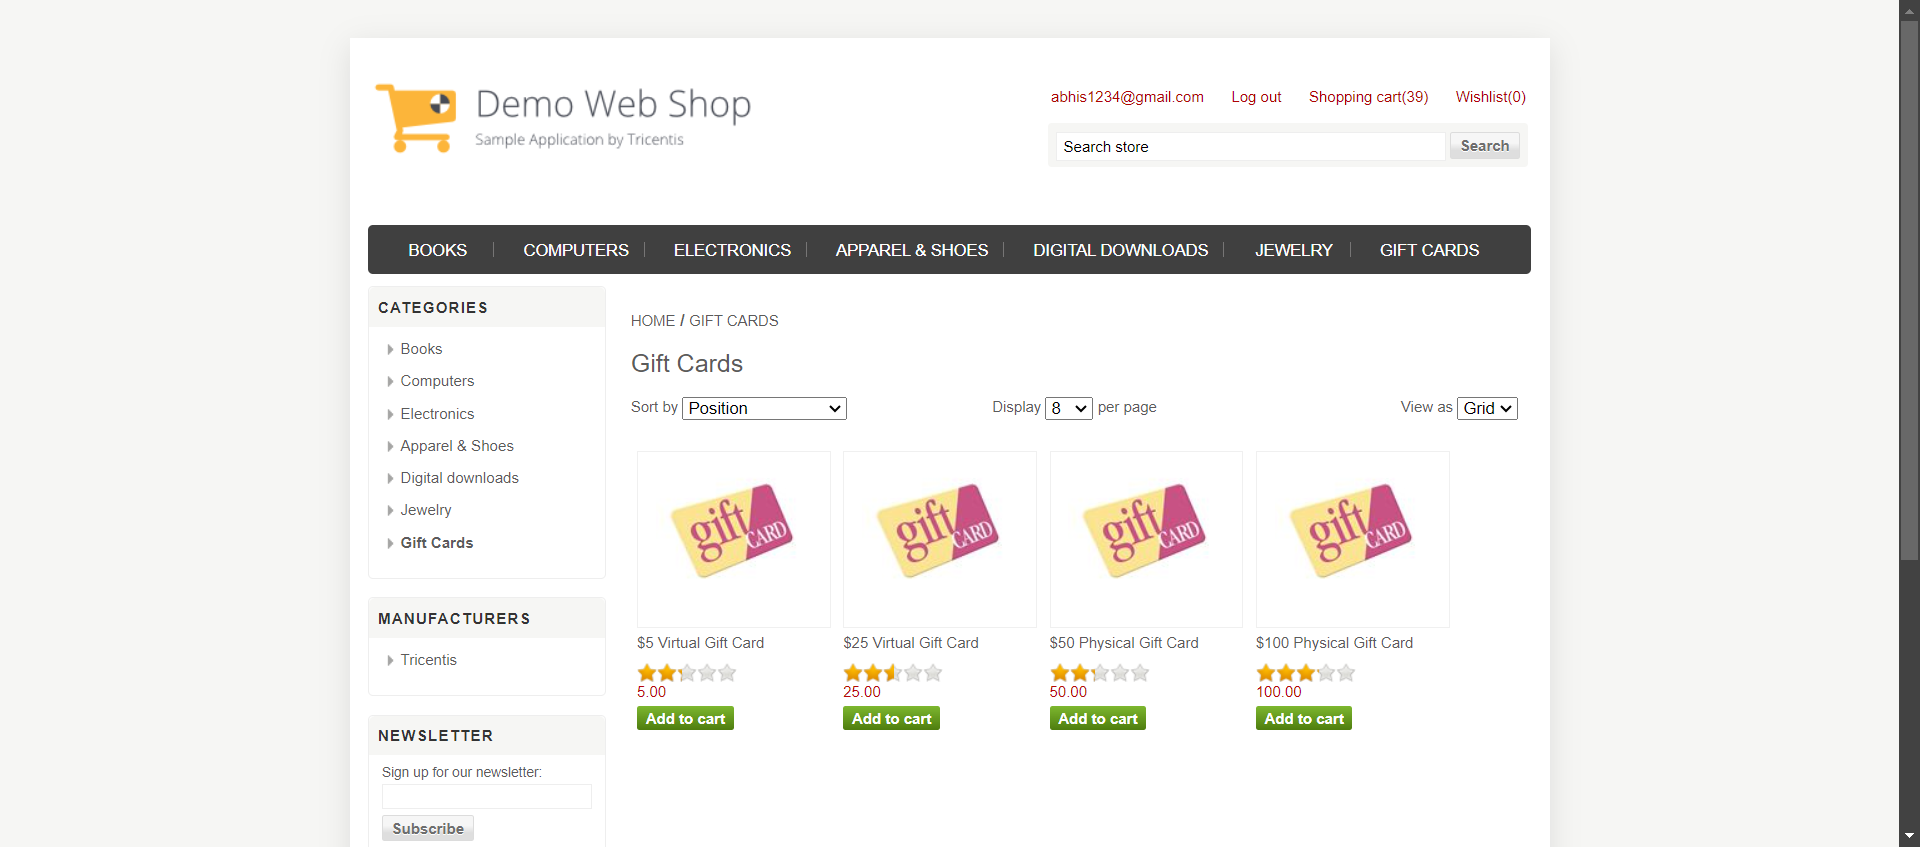 Demo Web Shop
Sample Application by Tricentis
abhis1234@gmail.com Log out Shopping cart(39) Wishlist(0)
Search store Search
BOOKS COMPUTERS ELECTRONICS APPAREL & SHOES DIGITAL DOWNLOADS JEWELRY GIFT CARDS
CATEGORIES
Books
Computers
Electronics
Apparel & Shoes
Digital downloads
Jewelry
Gift Cards
MANUFACTURERS
Tricentis
NEWSLETTER
Sign up for our newsletter:
Subscribe
HOME / GIFT CARDS
Gift Cards
Sort by Position Display 8 per page View as Grid
gift CARD gift CARD gift CARD gift CARD
$5 Virtual Gift Card $25 Virtual Gift Card $50 Physical Gift Card $100 Physical Gift Card
5.00 25.00 50.00 100.00
Add to cart Add to cart Add to cart Add to cart